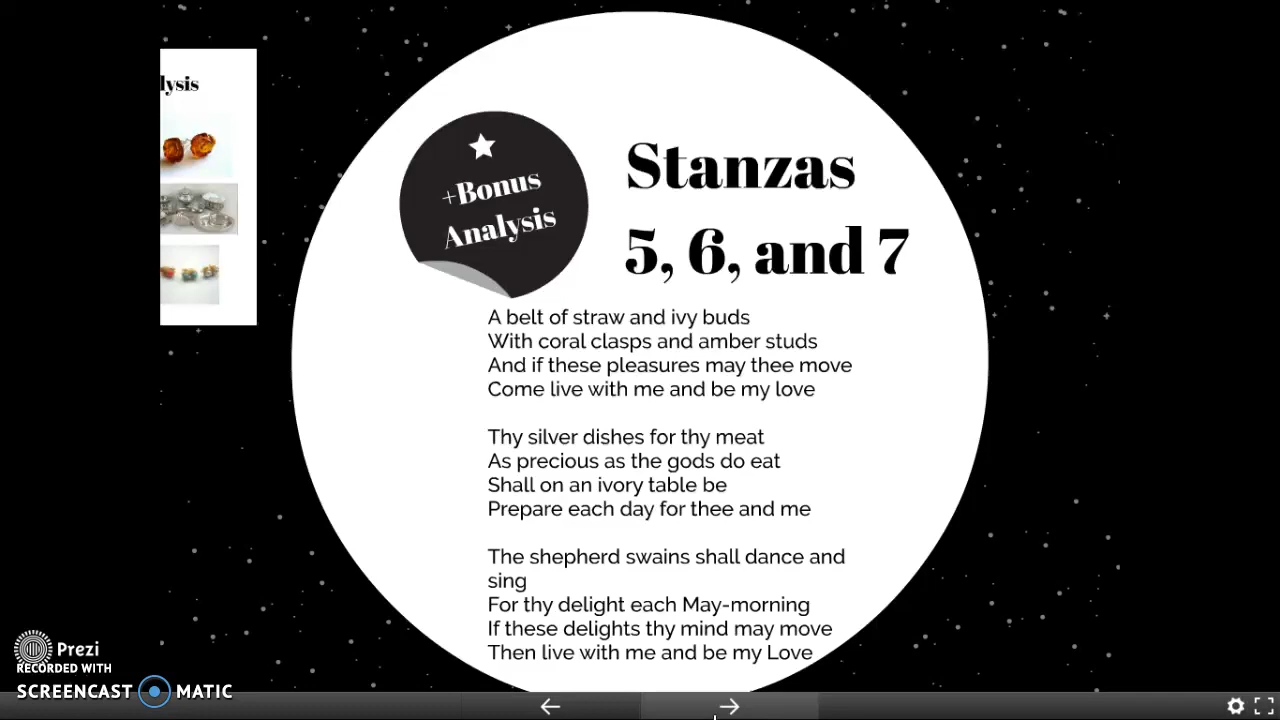 lysis
+Bonus
Analysis
Stanzas
5, 6, and 7
A belt of straw and ivy buds
With coral clasps and amber studs
And if these pleasures may thee move
Come live with me and be my love
Thy silver dishes for thy meat
As precious as the gods do eat
Shall on an ivory table be
Prepare each day for thee and me
The shepherd swains shall dance and
sing
For thy delight each May-morning
If these delights thy mind may move
Then live with me and be my Love
Prezi
RECORDED WITH
SCREENCAST MATIC